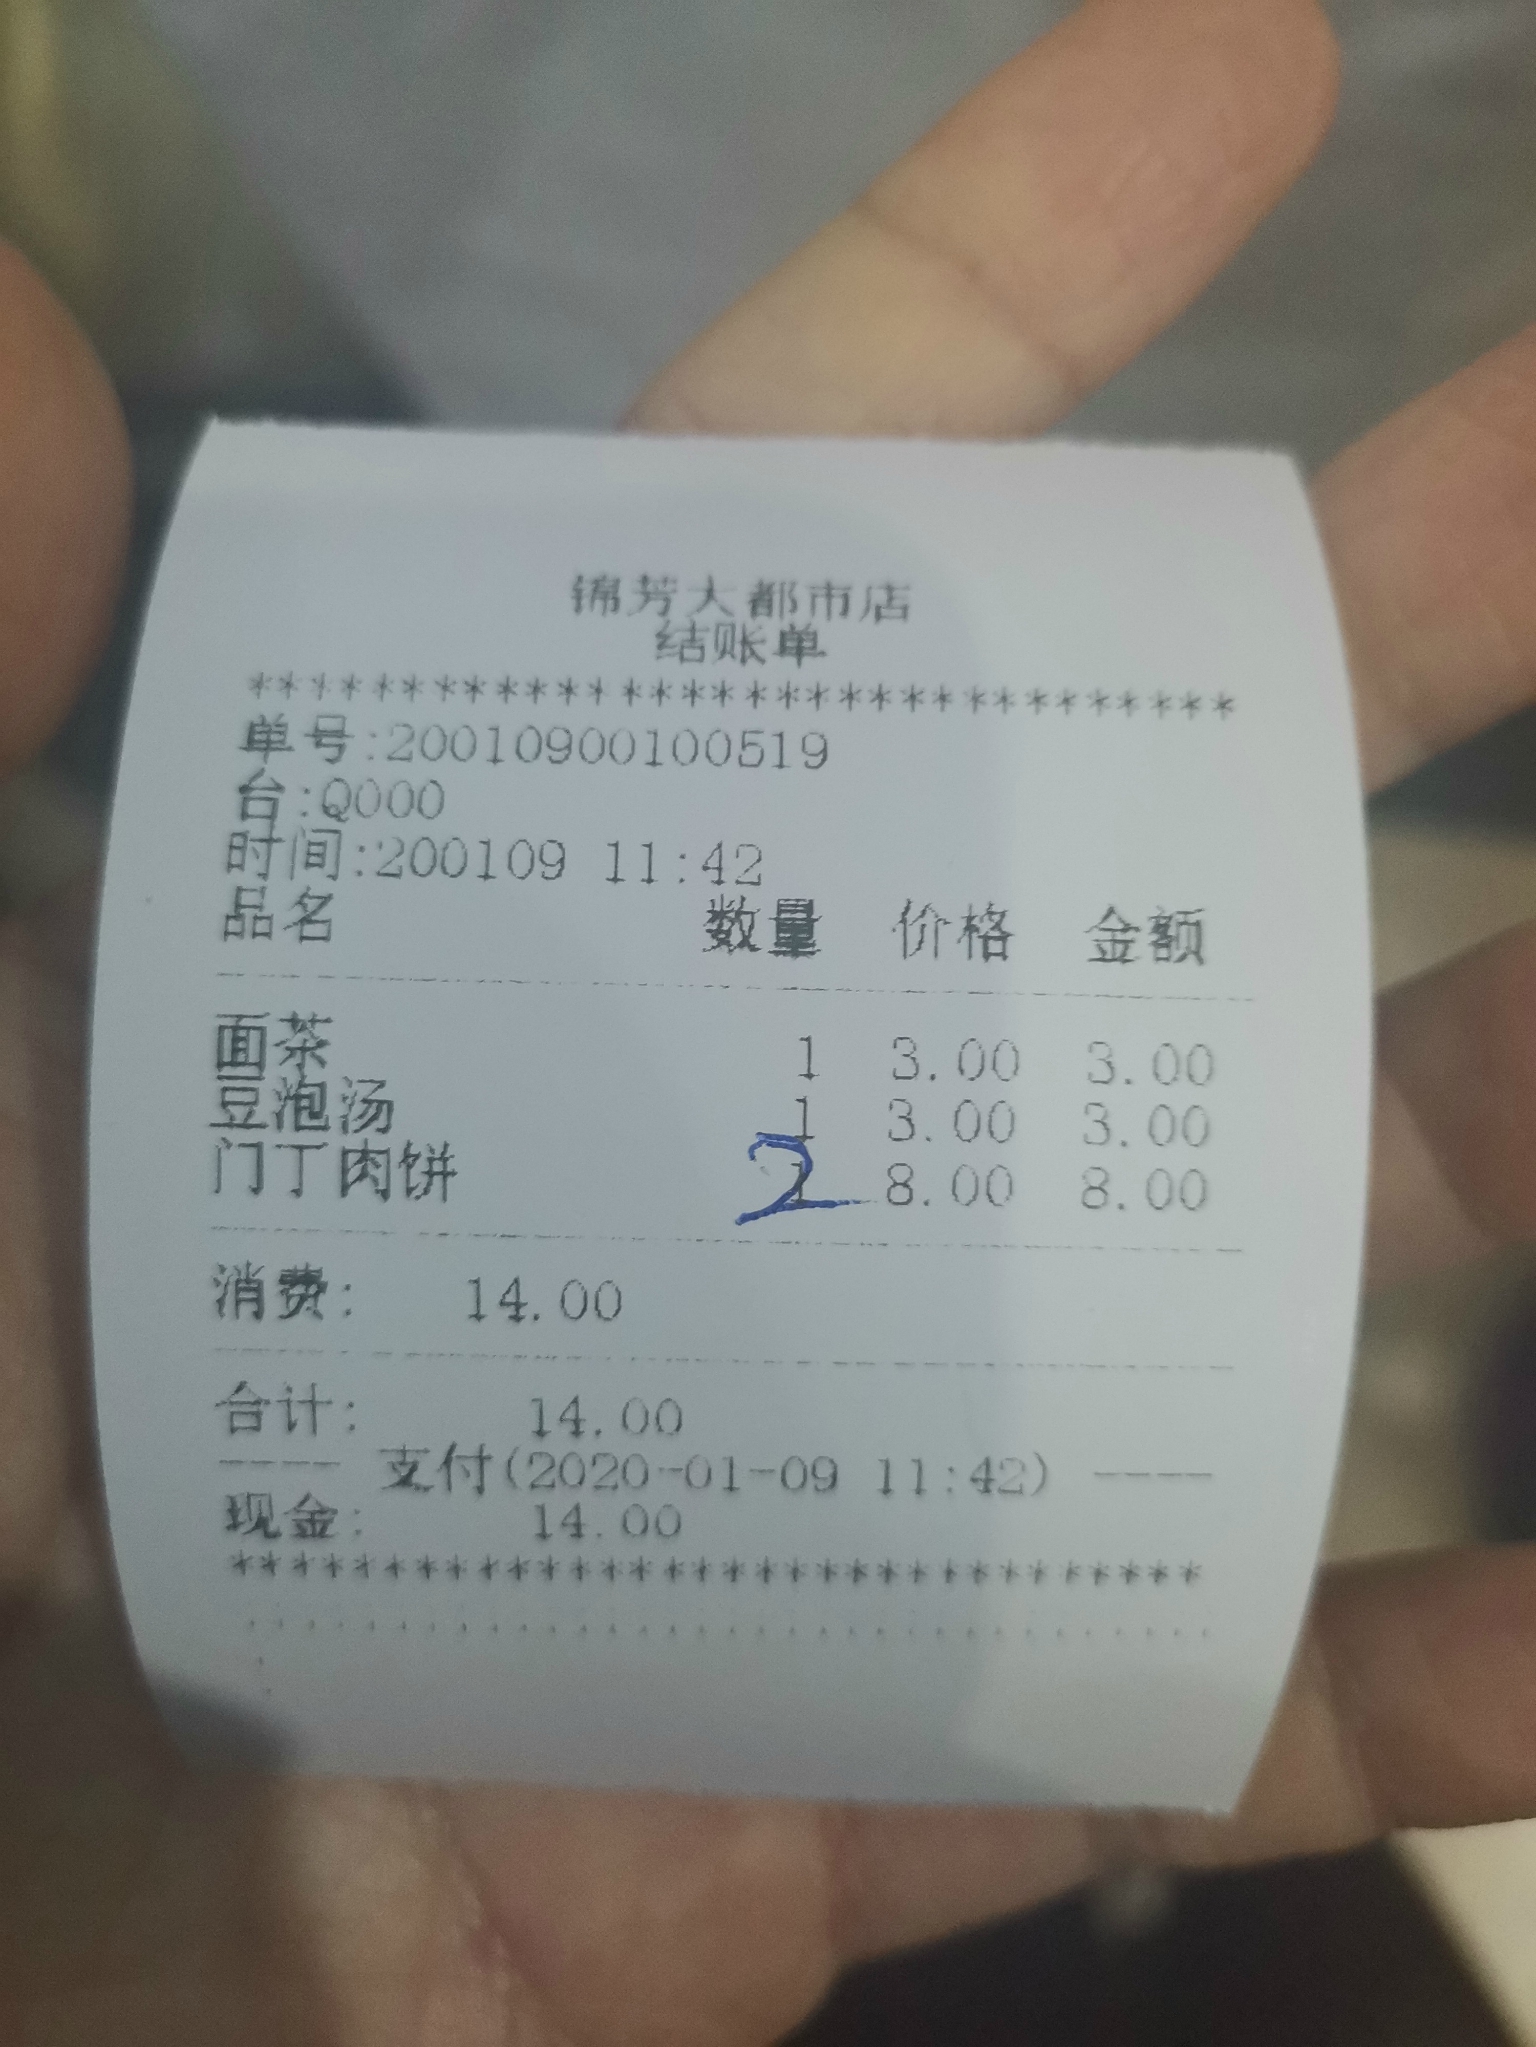 锦芳大都市店
结账单
*********************************
单号:20010900100519
台:Q000
时间:200109 11:42
品名 数量 价格 金额
面茶 1 3.00 3.00
豆泡汤 1 3.00 3.00
门丁肉饼 1 2 8.00 8.00
消费: 14.00
合计: 14.00
---- 支付(2020-01-09 11:42) ----
现金: 14.00
********************************